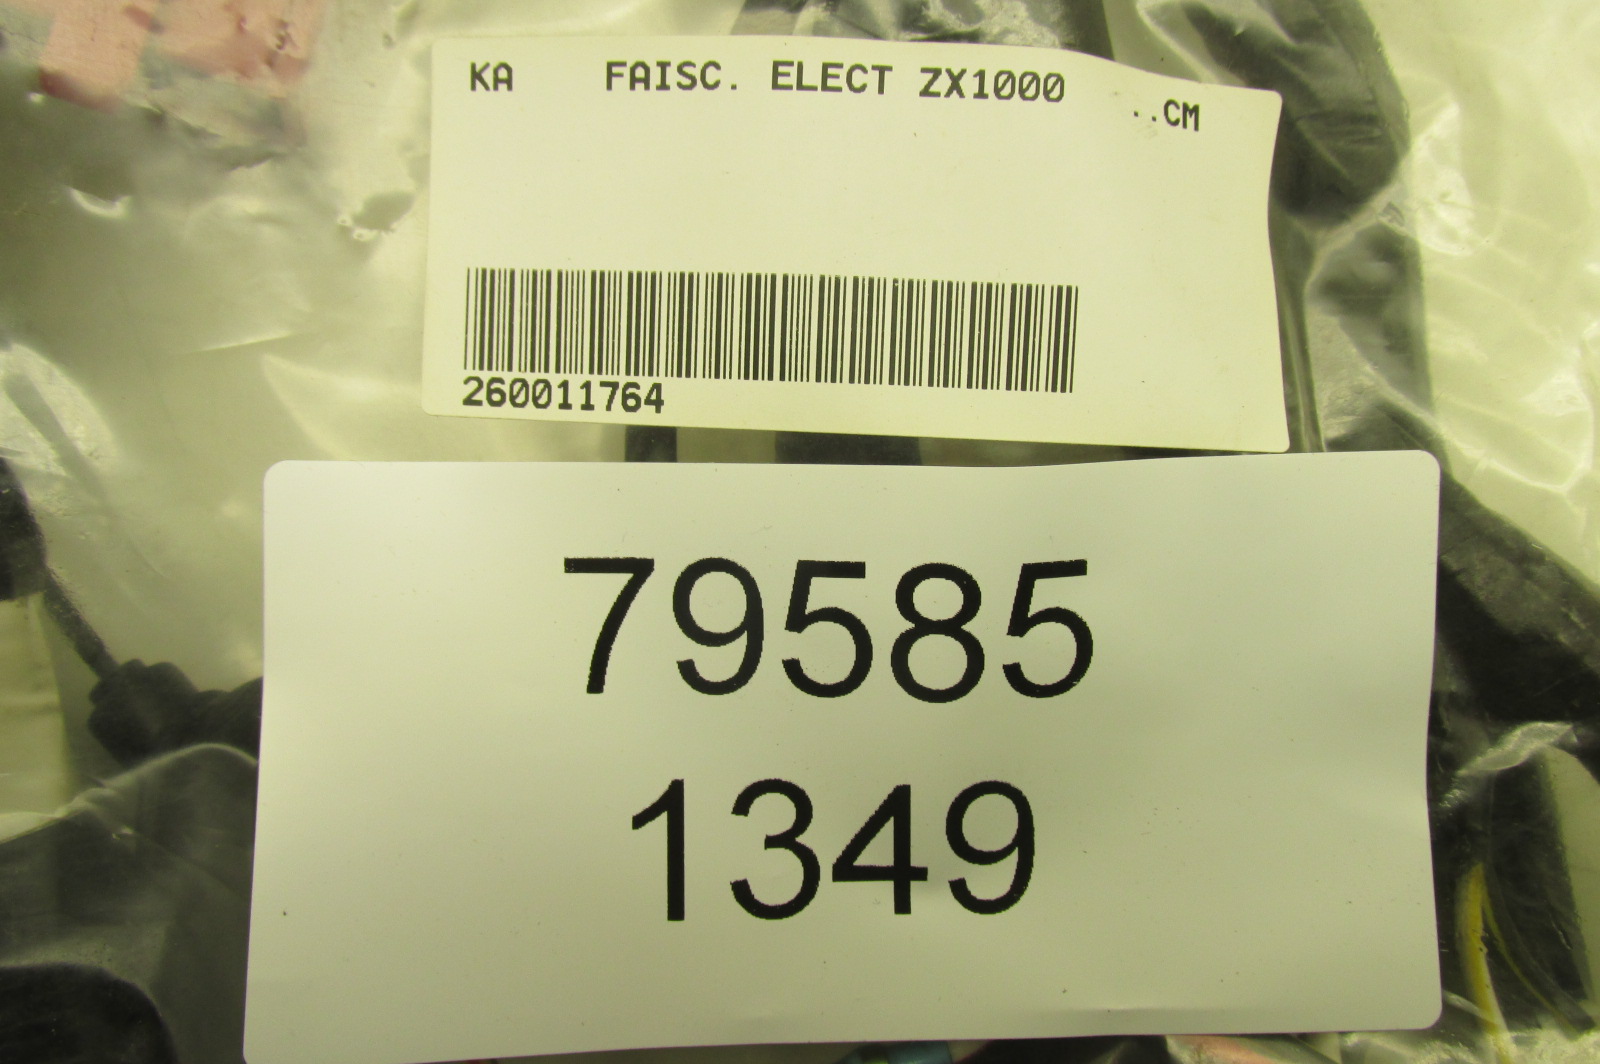 KA FAISC. ELECT ZX1000 ..CM
260011764
79585
1349